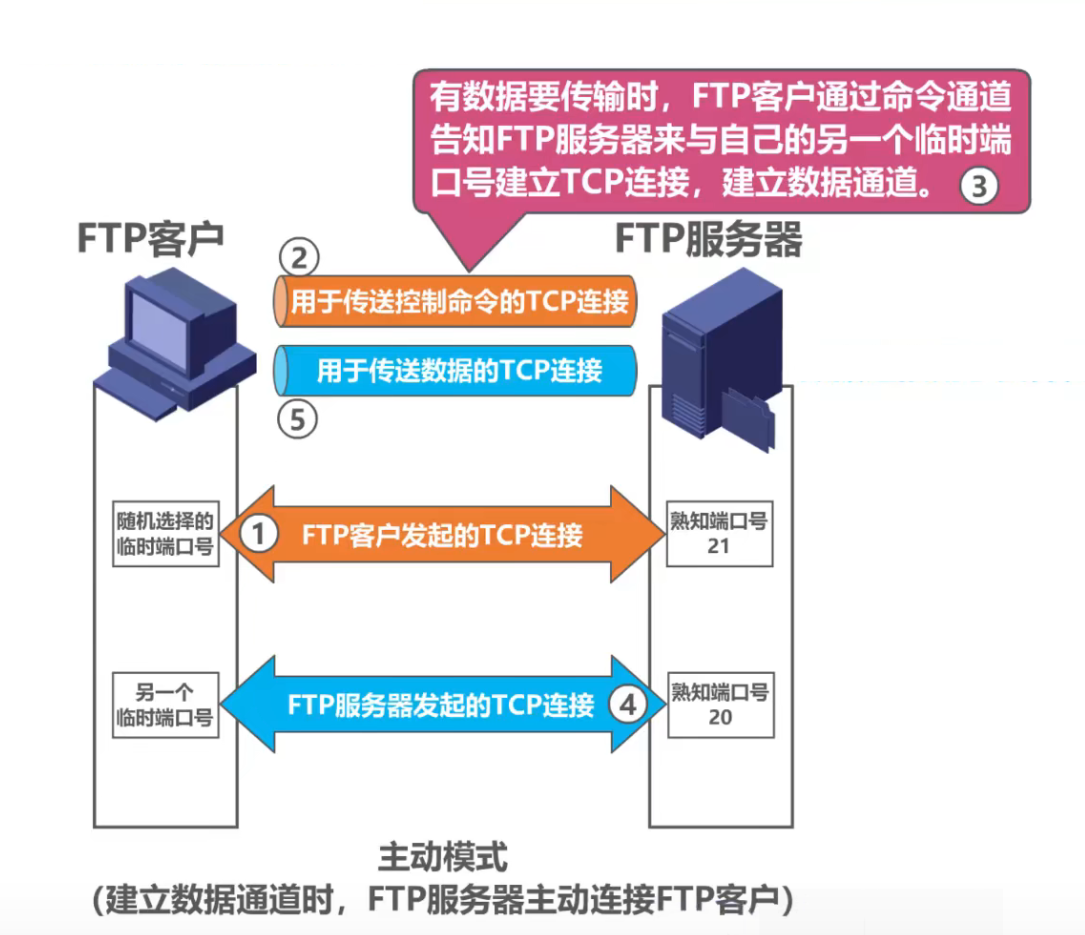 有数据要传输时，FTP客户通过命令通道
告知FTP服务器来与自己的另一个临时端
口号建立TCP连接，建立数据通道。 ③
FTP客户
FTP服务器
②
用于传送控制命令的TCP连接
用于传送数据的TCP连接
⑤
随机选择的
临时端口号
① FTP客户发起的TCP连接
熟知端口号
21
另一个
临时端口号
FTP服务器发起的TCP连接 ④
熟知端口号
20
主动模式
(建立数据通道时，FTP服务器主动连接FTP客户)